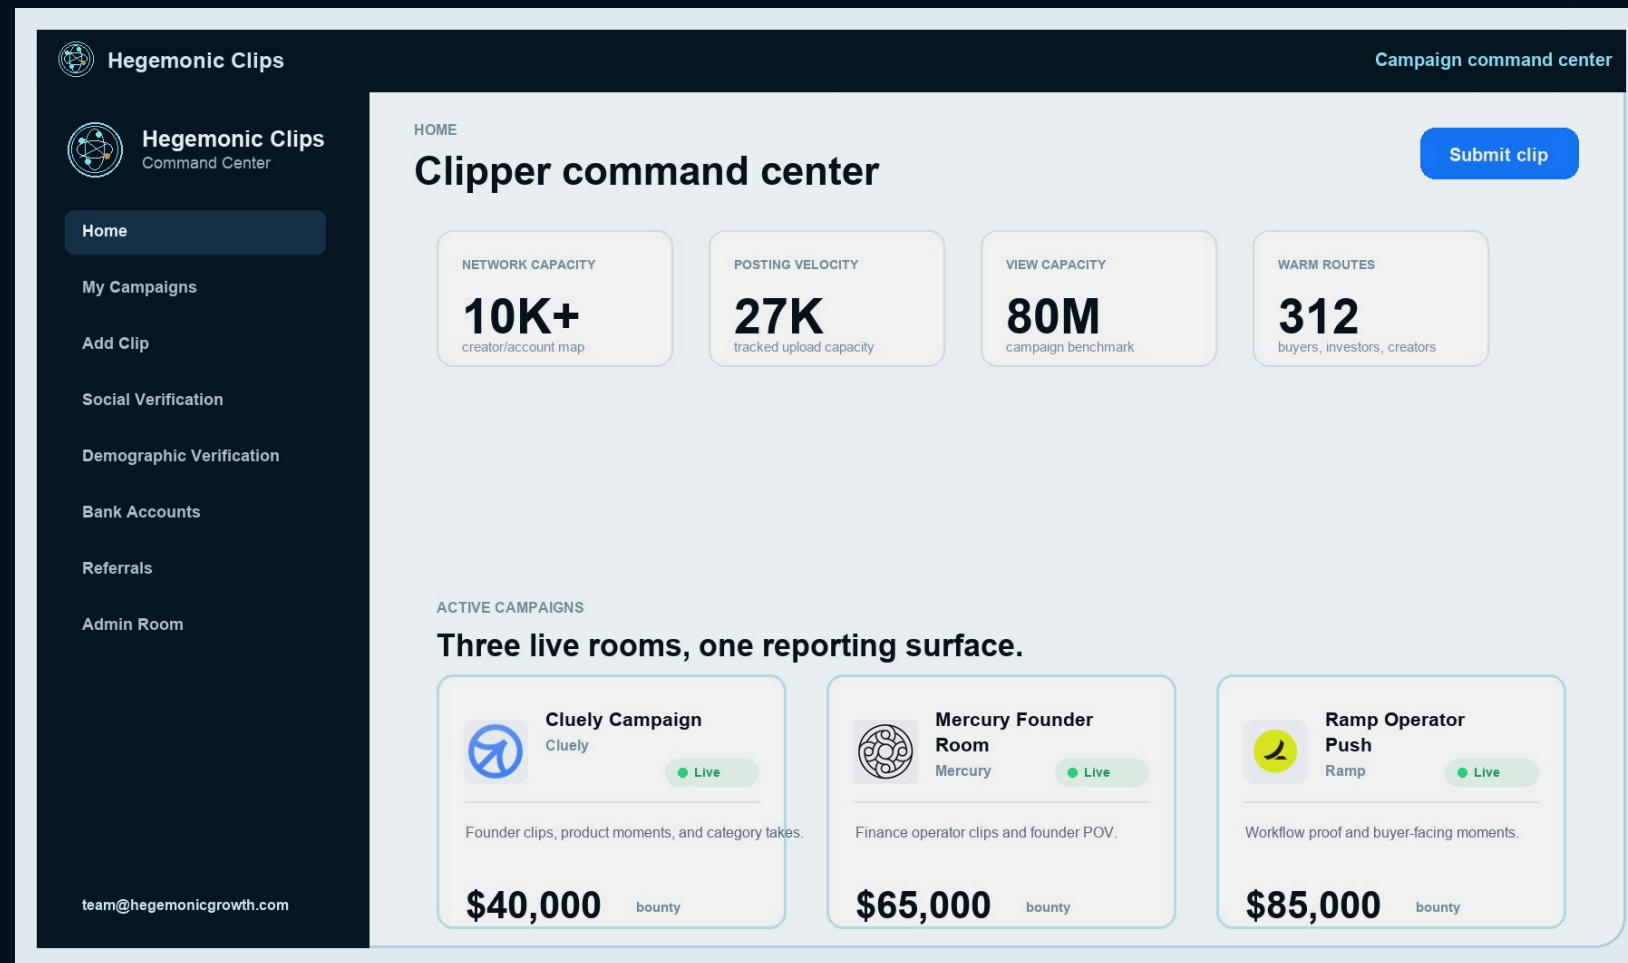 Hegemonic Clips
Campaign command center
Hegemonic Clips
Command Center
Home
My Campaigns
Add Clip
Social Verification
Demographic Verification
Bank Accounts
Referrals
Admin Room
team@hegemonicgrowth.com
HOME
Clipper command center
Submit clip
NETWORK CAPACITY
10K+
creator/account map
POSTING VELOCITY
27K
tracked upload capacity
VIEW CAPACITY
80M
campaign benchmark
WARM ROUTES
312
buyers, investors, creators
ACTIVE CAMPAIGNS
Three live rooms, one reporting surface.
Cluely Campaign
Cluely
Live
Founder clips, product moments, and category takes.
$40,000 bounty
Mercury Founder
Room
Mercury
Live
Finance operator clips and founder POV.
$65,000 bounty
Ramp Operator
Push
Ramp
Live
Workflow proof and buyer-facing moments.
$85,000 bounty